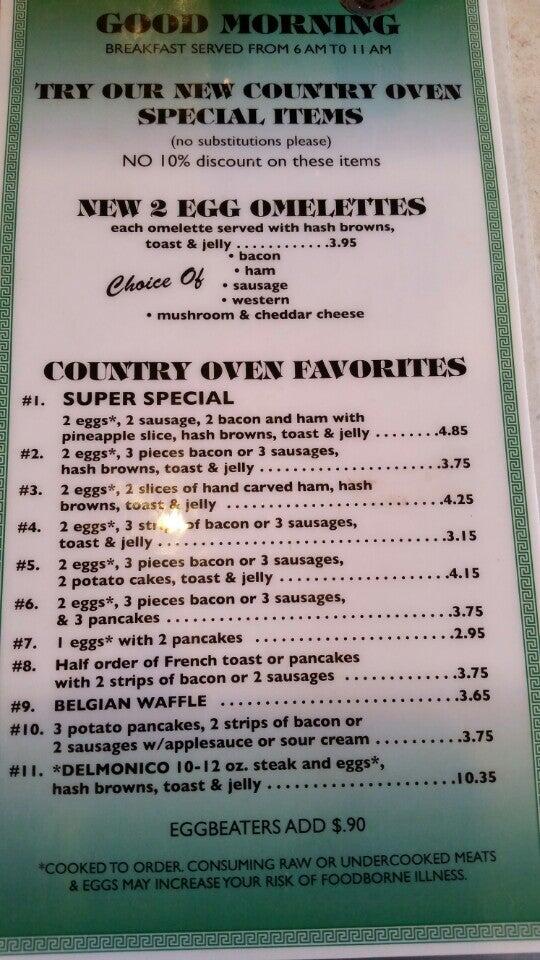 GOOD MORNING
BREAKFAST SERVED FROM 6 AM TO 11 AM
TRY OUR NEW COUNTRY OVEN
SPECIAL ITEMS
(no substitutions please)
NO 10% discount on these items
NEW 2 EGG OMELETTES
each omelette served with hash browns,
toast & jelly ............3.95
Choice Of
• bacon
• ham
• sausage
• western
• mushroom & cheddar cheese
COUNTRY OVEN FAVORITES
#1. SUPER SPECIAL
2 eggs*, 2 sausage, 2 bacon and ham with
pineapple slice, hash browns, toast & jelly ........4.85
#2. 2 eggs*, 3 pieces bacon or 3 sausages,
hash browns, toast & jelly ........................3.75
#3. 2 eggs*, 2 slices of hand carved ham, hash
browns, toast & jelly ..............................4.25
#4. 2 eggs*, 3 strips of bacon or 3 sausages,
toast & jelly ......................................3.15
#5. 2 eggs*, 3 pieces bacon or 3 sausages,
2 potato cakes, toast & jelly ......................4.15
#6. 2 eggs*, 3 pieces bacon or 3 sausages,
& 3 pancakes ......................................3.75
#7. 1 eggs* with 2 pancakes ..........................2.95
#8. Half order of French toast or pancakes
with 2 strips of bacon or 2 sausages .............3.75
#9. BELGIAN WAFFLE ................................3.65
#10. 3 potato pancakes, 2 strips of bacon or
2 sausages w/applesauce or sour cream ..........3.75
#11. *DELMONICO 10-12 oz. steak and eggs*,
hash browns, toast & jelly ........................10.35
EGGBEATERS ADD $.90
*COOKED TO ORDER. CONSUMING RAW OR UNDERCOOKED MEATS
& EGGS MAY INCREASE YOUR RISK OF FOODBORNE ILLNESS.